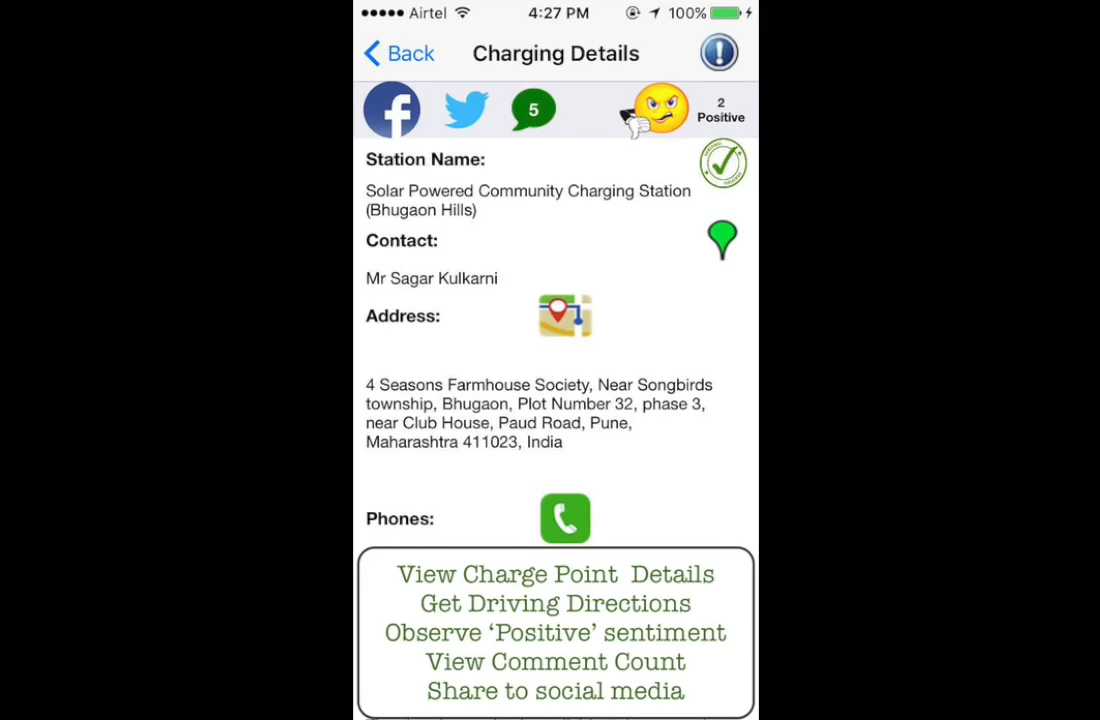 Airtel 4:27 PM 100%
Back Charging Details
5 2 Positive
Station Name:
Solar Powered Community Charging Station
(Bhugaon Hills)
Contact:
Mr Sagar Kulkarni
Address:
4 Seasons Farmhouse Society, Near Songbirds
township, Bhugaon, Plot Number 32, phase 3,
near Club House, Paud Road, Pune,
Maharashtra 411023, India
Phones:
View Charge Point Details
Get Driving Directions
Observe ‘Positive’ sentiment
View Comment Count
Share to social media